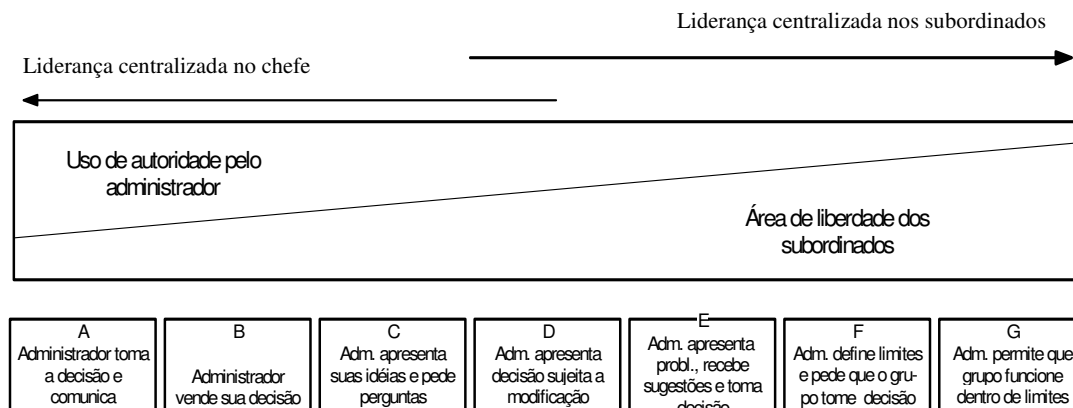 Liderança centralizada nos subordinados
Liderança centralizada no chefe
Uso de autoridade pelo
administrador
Área de liberdade dos
subordinados
A
Administrador toma
a decisão e
comunica
B
Administrador
vende sua decisão
C
Adm. apresenta
suas idéias e pede
perguntas
D
Adm. apresenta
decisão sujeita a
modificação
E
Adm. apresenta
probl., recebe
sugestões e toma
decisão
F
Adm. define limites
e pede que o gru-
po tome decisão
G
Adm. permite que
grupo funcione
dentro de limites